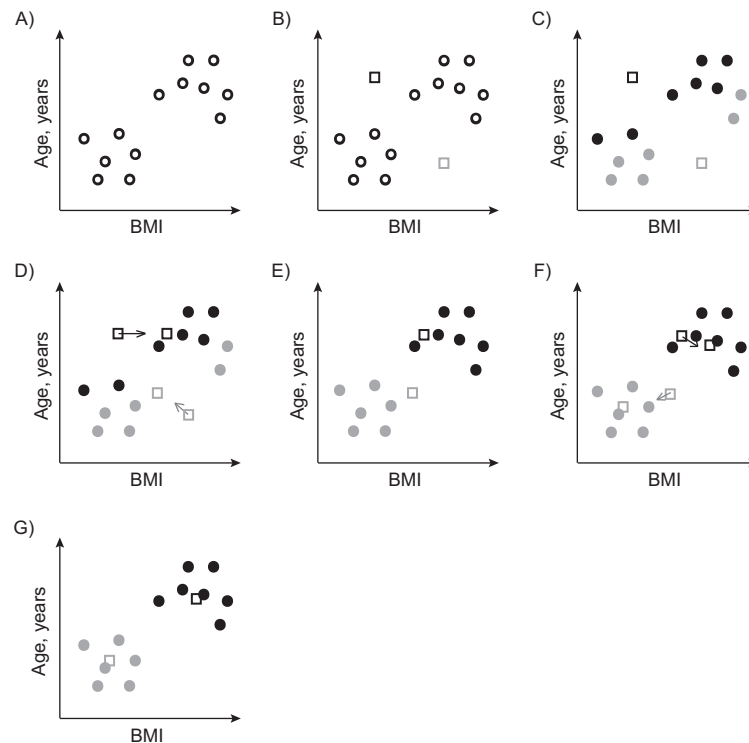 A)
Age, years
BMI
B)
Age, years
BMI
C)
Age, years
BMI
D)
Age, years
BMI
E)
Age, years
BMI
F)
Age, years
BMI
G)
Age, years
BMI